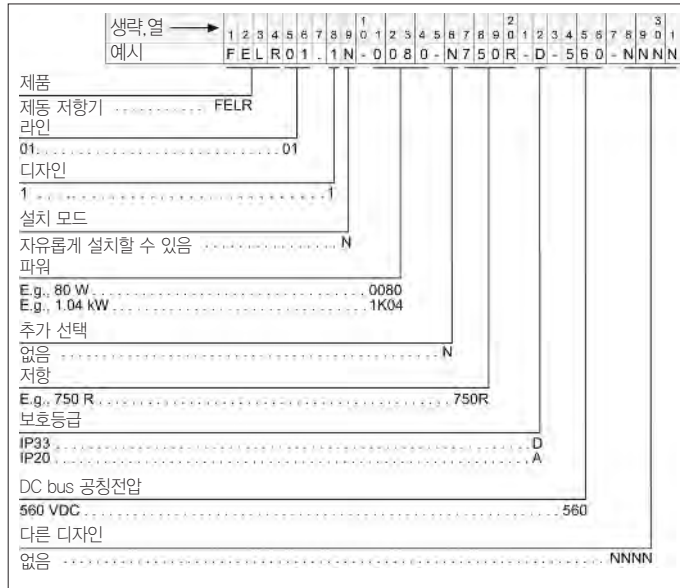 생략,열 1 2 3 4 5 6 7 8 9 10 1 2 3 4 5 6 7 8 9 20 1 2 3 4 5 6 7 8 9 30 1
예시 F E L R 0 1 . 1 N - 0 0 8 0 - N 7 5 0 R - D - 5 6 0 - N N N N
제품
제동 저항기 ........... FELR
라인
01.............................. 01
디자인
1 .............................. 1
설치 모드
자유롭게 설치할 수 있음 ................ N
파워
E.g., 80 W .............................. 0080
E.g., 1.04 kW .............................. 1K04
추가 선택
없음 .............................. N
저항
E.g., 750 R .............................. 750R
보호등급
IP33 .............................. D
IP20 .............................. A
DC bus 공칭전압
560 VDC .............................. 560
다른 디자인
없음 .............................. NNNN